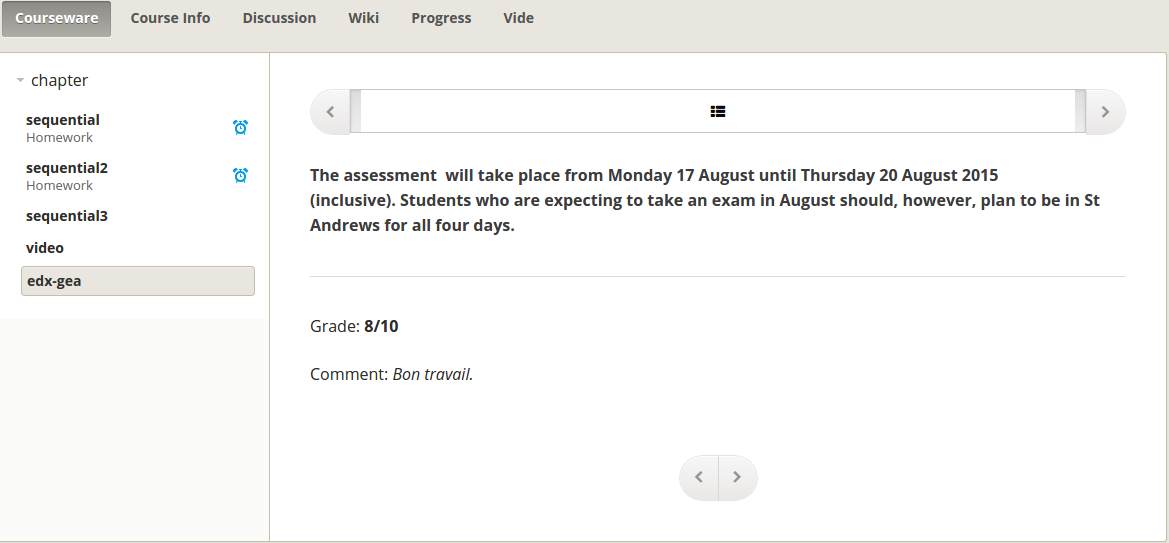 Courseware Course Info Discussion Wiki Progress Vide
chapter
sequential
Homework
sequential2
Homework
sequential3
video
edx-gea
The assessment  will take place from Monday 17 August until Thursday 20 August 2015
(inclusive). Students who are expecting to take an exam in August should, however, plan to be in St
Andrews for all four days.
Grade: 8/10
Comment: Bon travail.